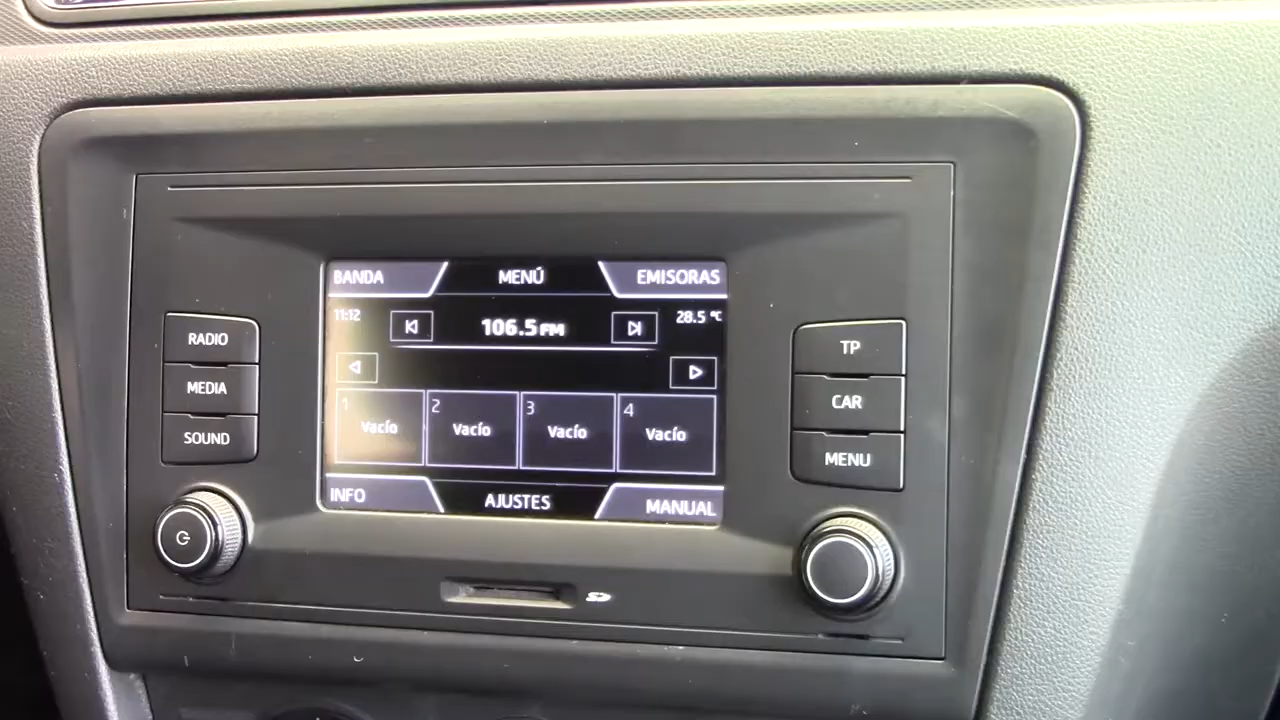 BANDA MENÚ EMISORAS
11:12 106.5 FM 28.5 °C
1 2 3 4
Vacío Vacío Vacío Vacío
INFO AJUSTES MANUAL
RADIO
MEDIA
SOUND
TP
CAR
MENU
SD